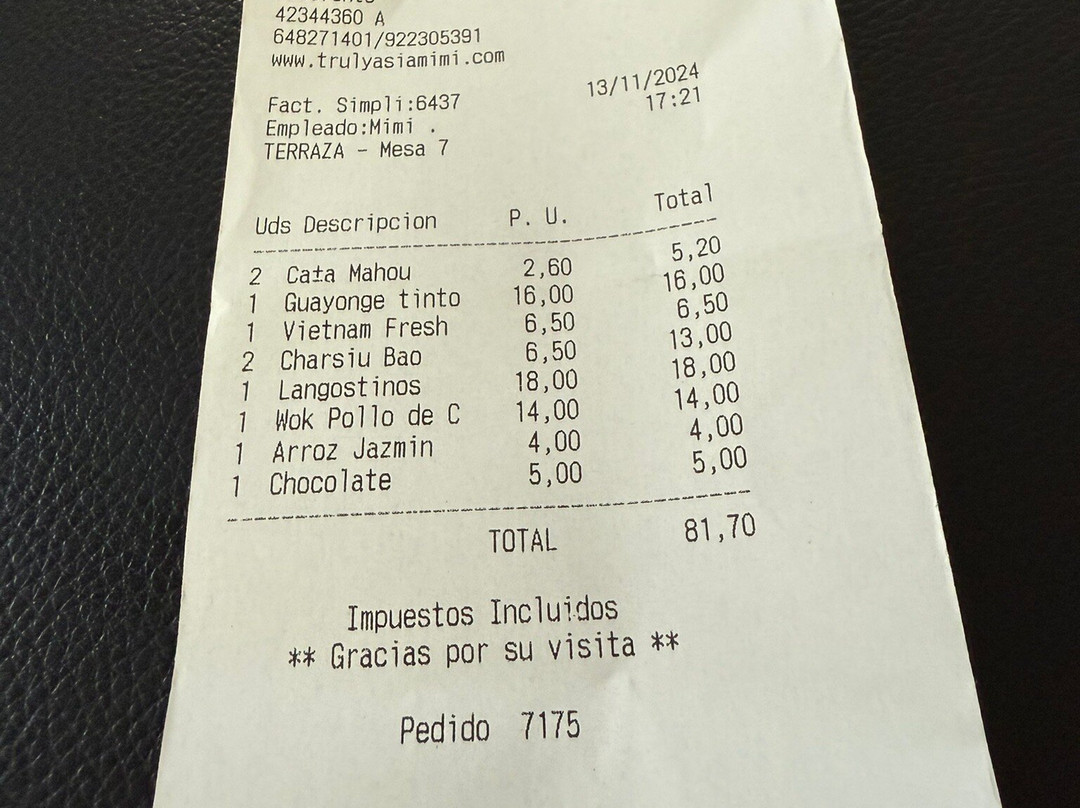 42344360 A
648271401/922305391
www.trulyasiamimi.com
13/11/2024
17:21
Fact. Simpli:6437
Empleado:Mimi .
TERRAZA - Mesa 7
Uds Descripcion P. U. Total
2 Caña Mahou 2,60 5,20
1 Guayonge tinto 16,00 16,00
1 Vietnam Fresh 6,50 6,50
2 Charsiu Bao 6,50 13,00
1 Langostinos 18,00 18,00
1 Wok Pollo de C 14,00 14,00
1 Arroz Jazmin 4,00 4,00
1 Chocolate 5,00 5,00
TOTAL 81,70
Impuestos Incluidos
** Gracias por su visita **
Pedido 7175